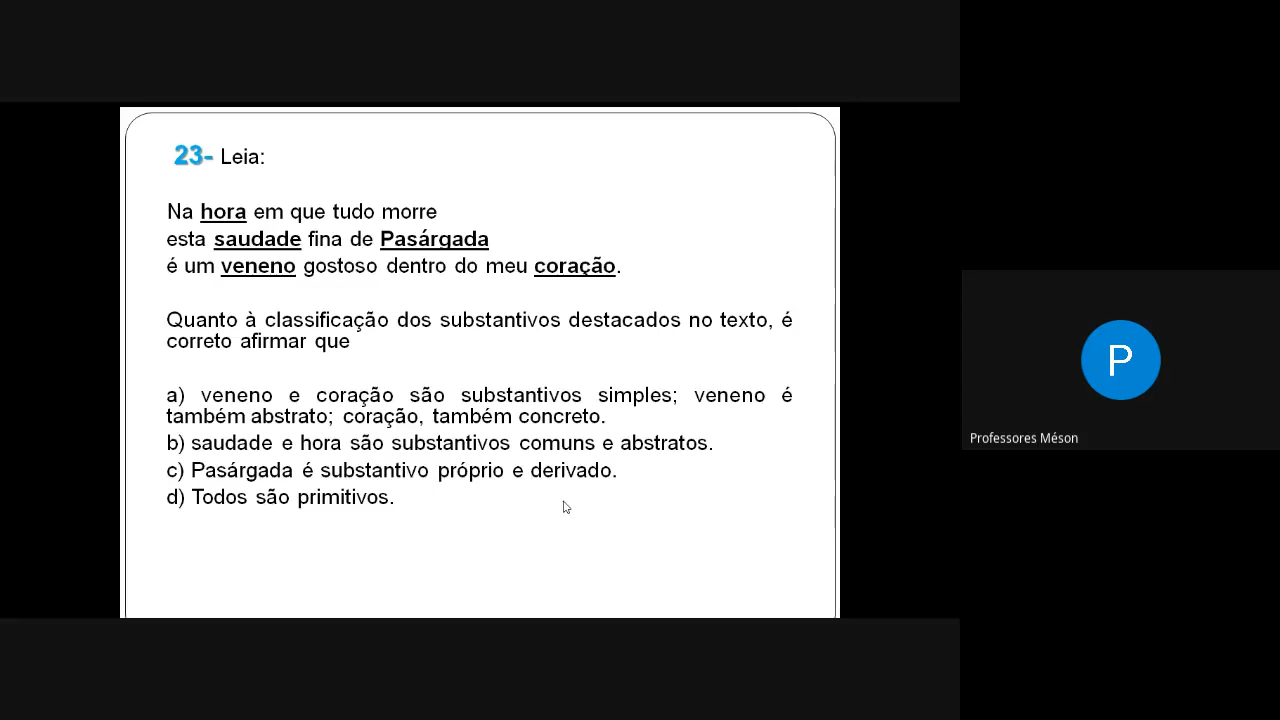 23- Leia:
Na hora em que tudo morre
esta saudade fina de Pasárgada
é um veneno gostoso dentro do meu coração.
Quanto à classificação dos substantivos destacados no texto, é
correto afirmar que
a) veneno e coração são substantivos simples; veneno é
também abstrato; coração, também concreto.
b) saudade e hora são substantivos comuns e abstratos.
c) Pasárgada é substantivo próprio e derivado.
d) Todos são primitivos.
P
Professores Méson